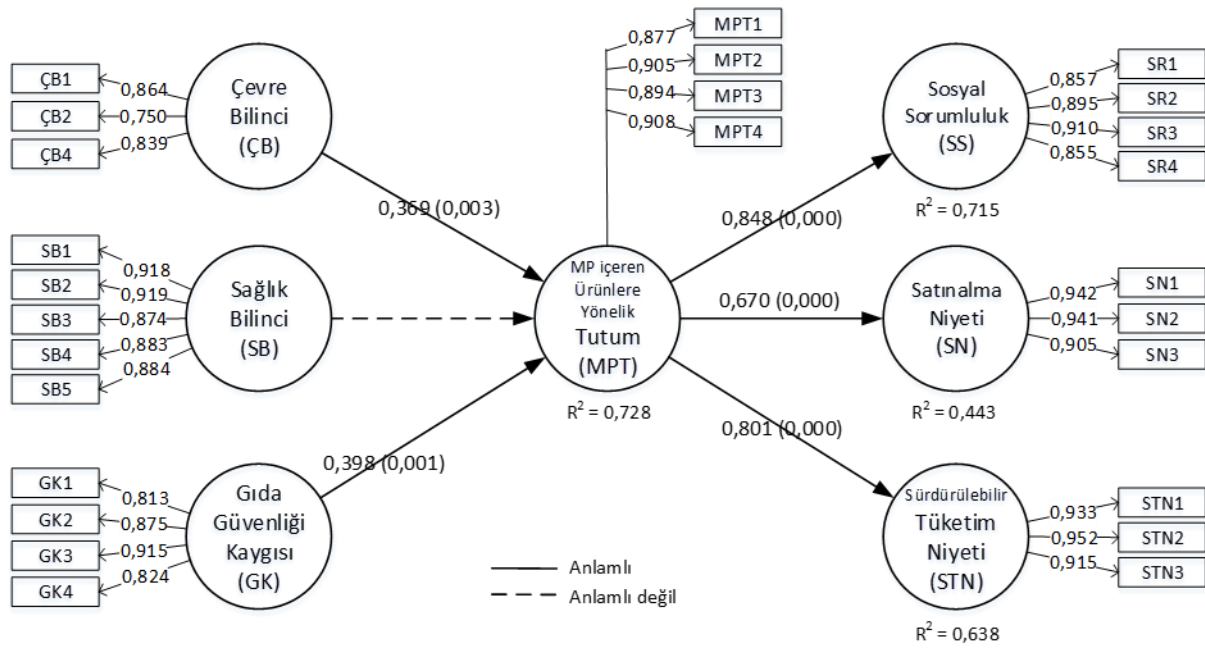 ÇB1
ÇB2
ÇB4
0,864
0,750
0,839
Çevre
Bilinci
(ÇB)
0,369 (0,003)
SB1
SB2
SB3
SB4
SB5
0,918
0,919
0,874
0,883
0,884
Sağlık
Bilinci
(SB)
GK1
GK2
GK3
GK4
0,813
0,875
0,915
0,824
Gıda
Güvenliği
Kaygısı
(GK)
0,398 (0,001)
0,877
0,905
0,894
0,908
MPT1
MPT2
MPT3
MPT4
MP içeren
Ürünlere
Yönelik
Tutum
(MPT)
R² = 0,728
0,848 (0,000)
0,670 (0,000)
0,801 (0,000)
Sosyal
Sorumluluk
(SS)
R² = 0,715
0,857
0,895
0,910
0,855
SR1
SR2
SR3
SR4
Satınalma
Niyeti
(SN)
R² = 0,443
0,942
0,941
0,905
SN1
SN2
SN3
Sürdürülebilir
Tüketim
Niyeti
(STN)
R² = 0,638
0,933
0,952
0,915
STN1
STN2
STN3
Anlamlı
Anlamlı değil